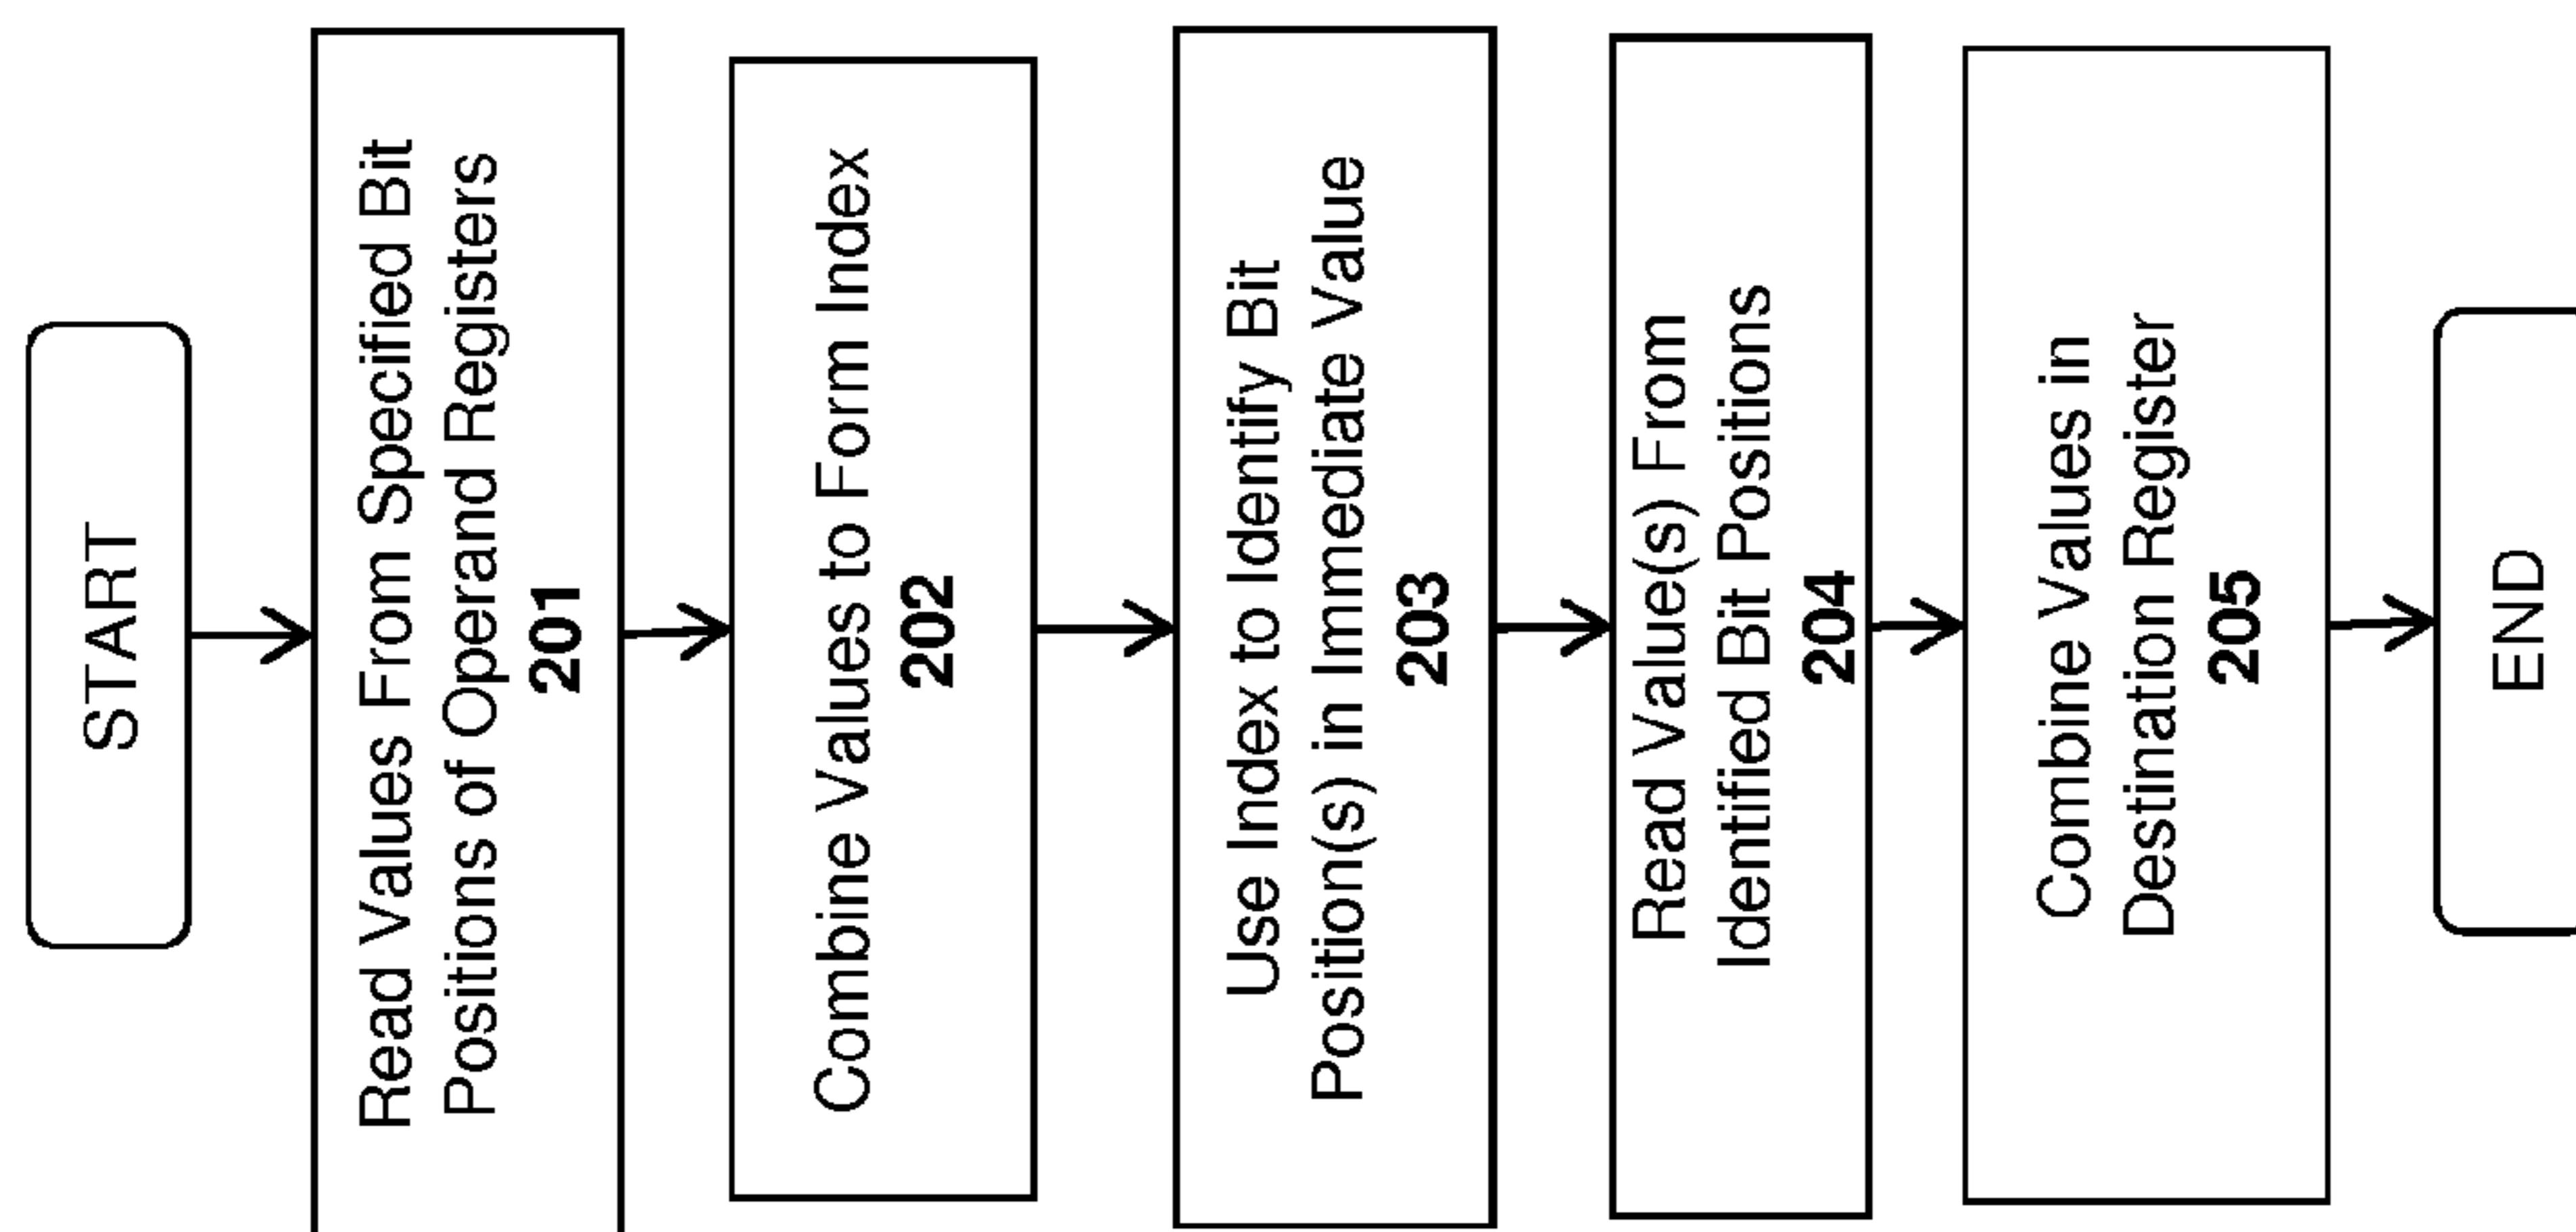 START
Read Values From Specified Bit
Positions of Operand Registers
201
Combine Values to Form Index
202
Use Index to Identify Bit
Position(s) in Immediate Value
203
Read Value(s) From
Identified Bit Positions
204
Combine Values in
Destination Register
205
END